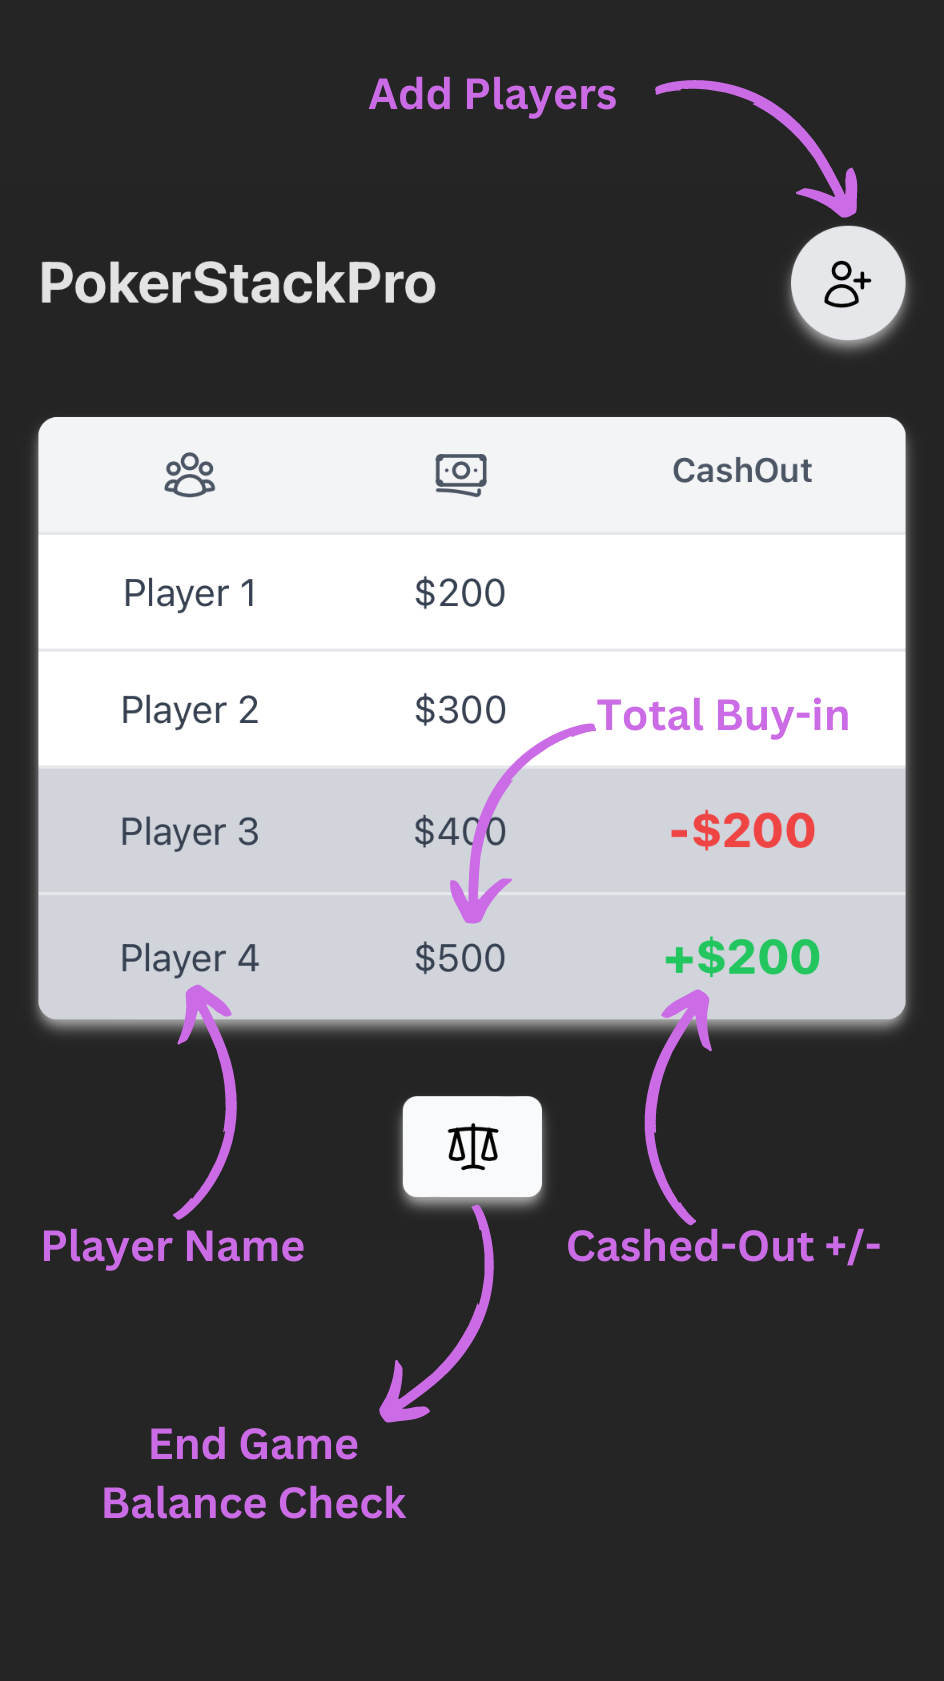 Add Players
PokerStackPro
CashOut
Player 1 $200
Player 2 $300
Total Buy-in
Player 3 $400 -$200
Player 4 $500 +$200
Player Name
Cashed-Out +/-
End Game
Balance Check